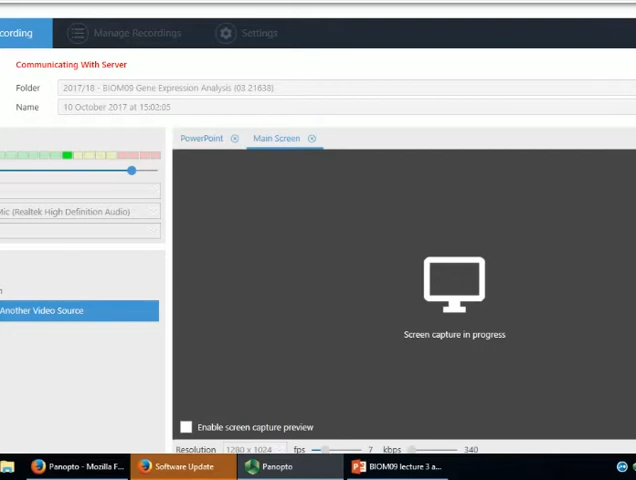 cording Manage Recordings Settings
Communicating With Server
Folder 2017/18 - BIOM09 Gene Expression Analysis (03.21638)
Name 10 October 2017 at 15:02:05
PowerPoint Main Screen
Mic (Realtek High Definition Audio)
Another Video Source
Screen capture in progress
Enable screen capture preview
Resolution 1280 x 1024 fps 7 kbps 340
Panopto - Mozilla F... Software Update Panopto BIOM09 lecture 3 a...